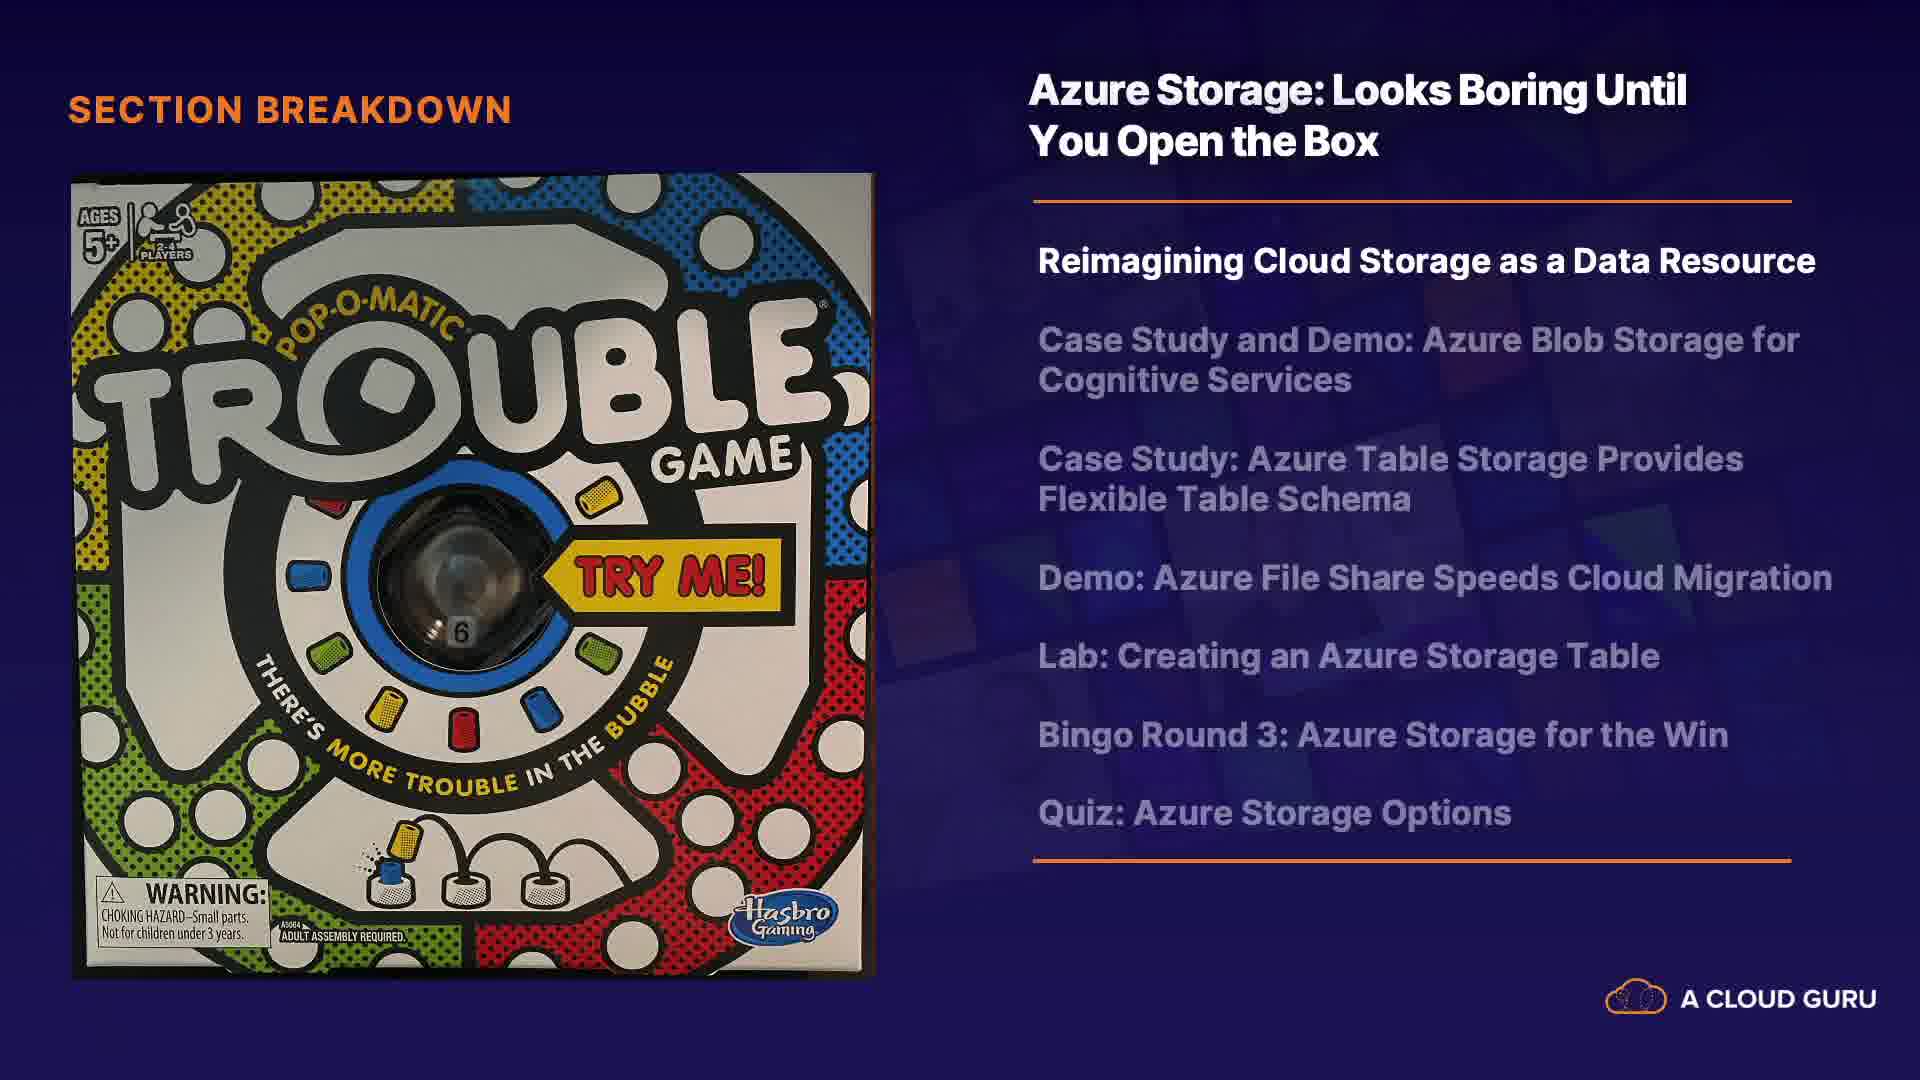 SECTION BREAKDOWN
AGES
5+
2-4
PLAYERS
POP-O-MATIC
TROUBLE®
GAME
TRY ME!
6
THERE'S MORE TROUBLE IN THE BUBBLE
WARNING:
CHOKING HAZARD–Small parts.
Not for children under 3 years.
A5064
ADULT ASSEMBLY REQUIRED.
Hasbro
Gaming
Azure Storage: Looks Boring Until
You Open the Box
Reimagining Cloud Storage as a Data Resource
Case Study and Demo: Azure Blob Storage for
Cognitive Services
Case Study: Azure Table Storage Provides
Flexible Table Schema
Demo: Azure File Share Speeds Cloud Migration
Lab: Creating an Azure Storage Table
Bingo Round 3: Azure Storage for the Win
Quiz: Azure Storage Options
A CLOUD GURU